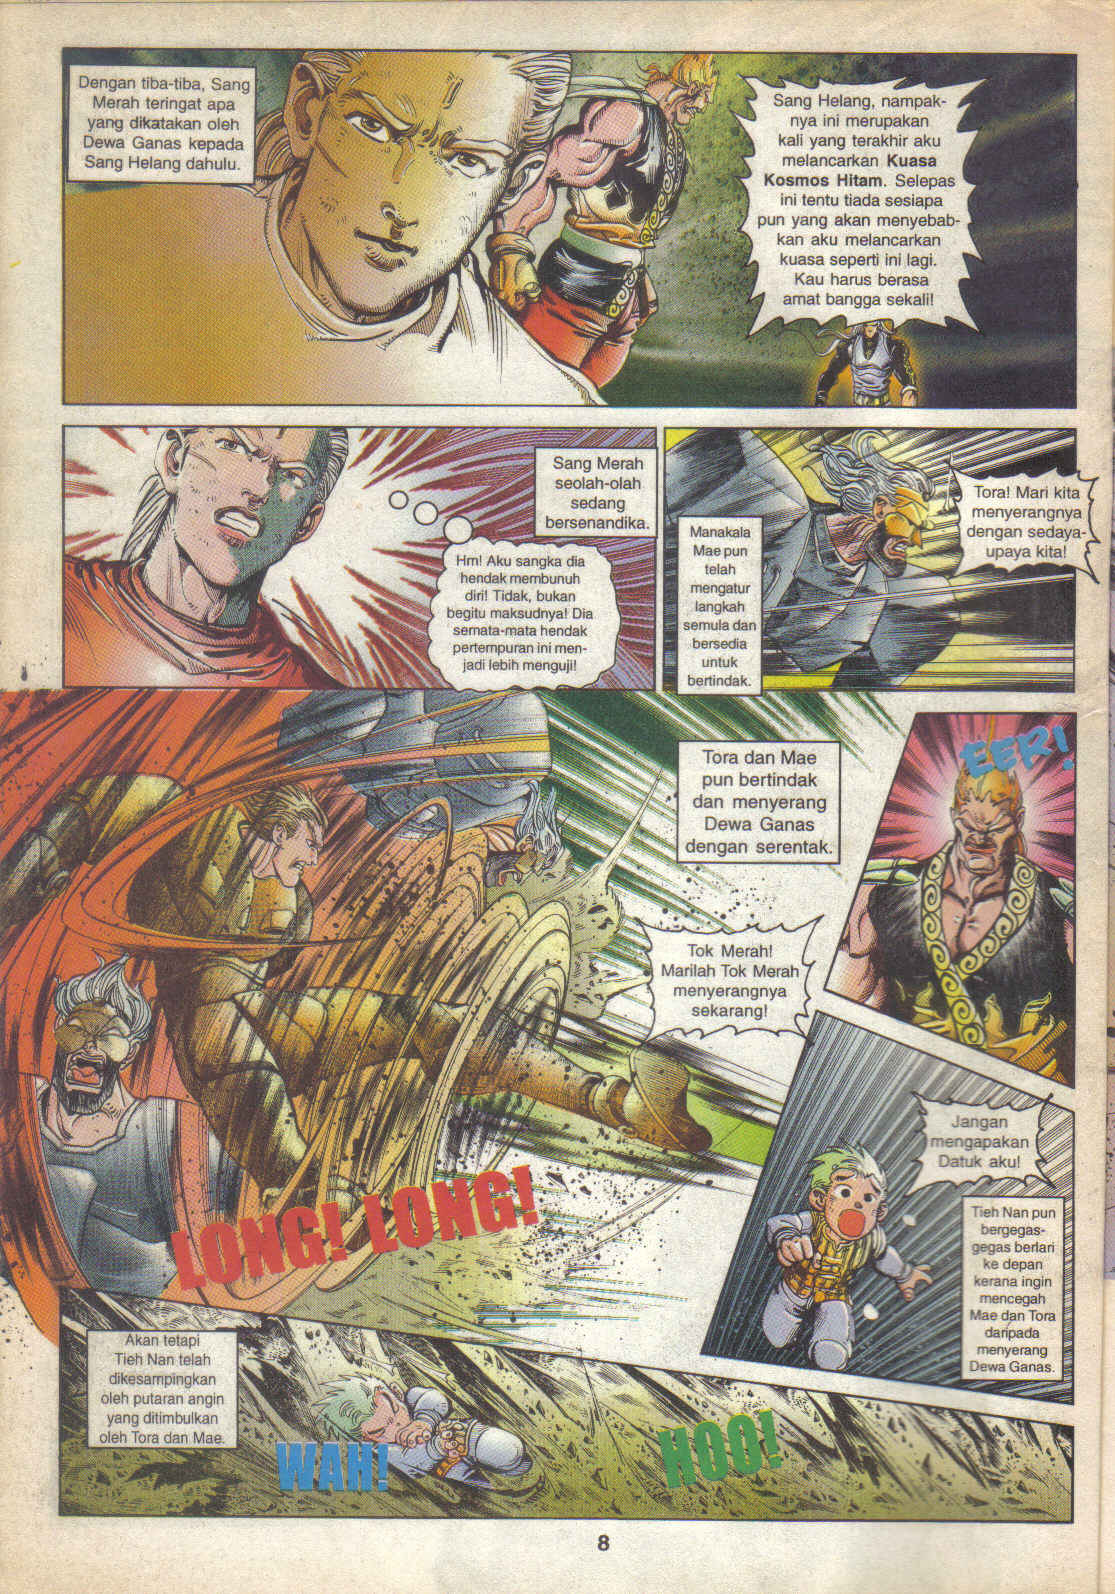 Dengan tiba-tiba, Sang
Merah teringat apa
yang dikatakan oleh
Dewa Ganas kepada
Sang Helang dahulu.
Sang Helang, nampak-
nya ini merupakan
kali yang terakhir aku
melancarkan Kuasa
Kosmos Hitam. Selepas
ini tentu tiada sesiapa
pun yang akan menyebab-
kan aku melancarkan
kuasa seperti ini lagi.
Kau harus berasa
amat bangga sekali!
Sang Merah
seolah-olah
sedang
bersenandika.
Hm! Aku sangka dia
hendak membunuh
diri! Tidak, bukan
begitu maksudnya! Dia
semata-mata hendak
pertempuran ini men-
jadi lebih menguji!
Manakala
Mae pun
telah
mengatur
langkah
semula dan
bersedia
untuk
bertindak.
Tora! Mari kita
menyerangnya
dengan sedaya-
upaya kita!
Tora dan Mae
pun bertindak
dan menyerang
Dewa Ganas
dengan serentak.
EER!
Tok Merah!
Marilah Tok Merah
menyerangnya
sekarang!
LONG! LONG!
Jangan
mengapakan
Datuk aku!
Tieh Nan pun
bergegas-
gegas berlari
ke depan
kerana ingin
mencegah
Mae dan Tora
daripada
menyerang
Dewa Ganas.
Akan tetapi
Tieh Nan telah
dikesampingkan
oleh putaran angin
yang ditimbulkan
oleh Tora dan Mae.
WAH!
HOO!
8